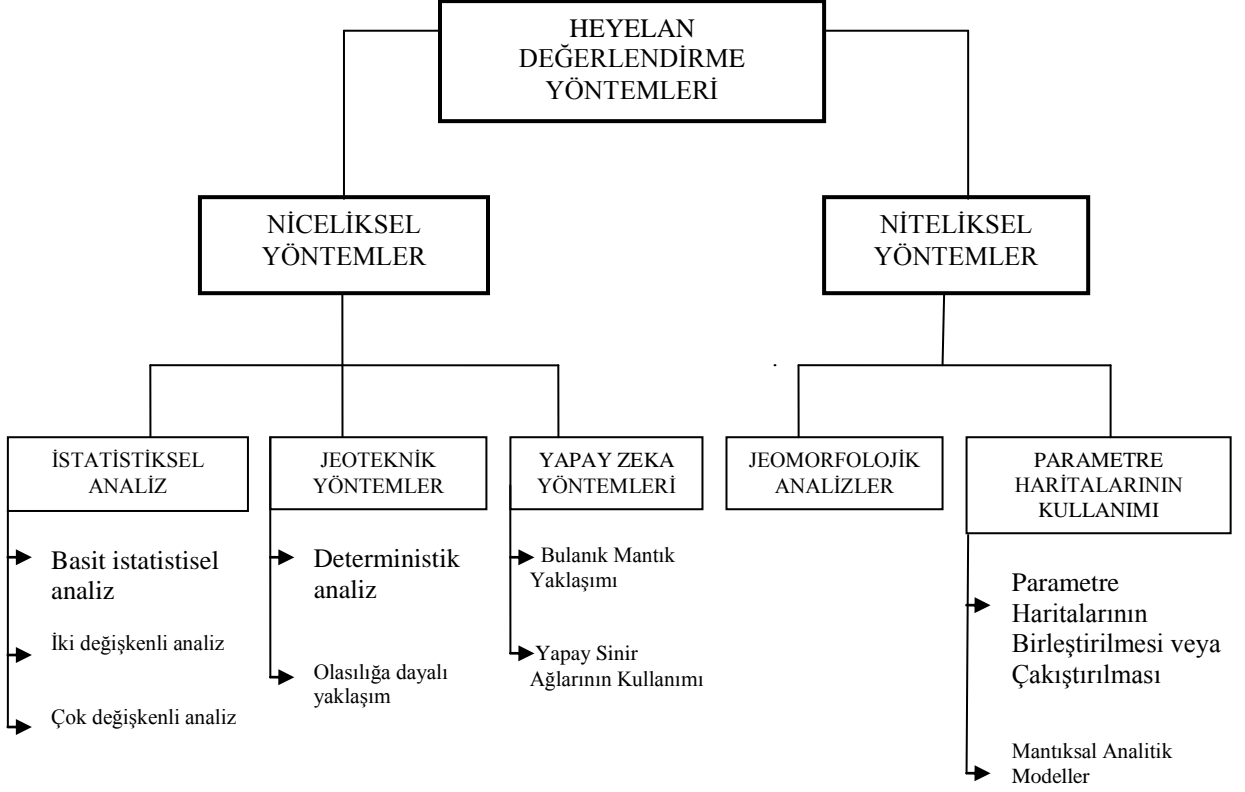 HEYELAN
DEĞERLENDİRME
YÖNTEMLERİ
NİCELİKSEL
YÖNTEMLER
NİTELİKSEL
YÖNTEMLER
İSTATİSTİKSEL
ANALİZ
JEOTEKNİK
YÖNTEMLER
YAPAY ZEKA
YÖNTEMLERİ
JEOMORFOLOJİK
ANALİZLER
PARAMETRE
HARİTALARININ
KULLANIMI
Basit istatistisel
analiz
İki değişkenli analiz
Çok değişkenli analiz
Deterministik
analiz
Olasılığa dayalı
yaklaşım
Bulanık Mantık
Yaklaşımı
Yapay Sinir
Ağlarının Kullanımı
Parametre
Haritalarının
Birleştirilmesi veya
Çakıştırılması
Mantıksal Analitik
Modeller